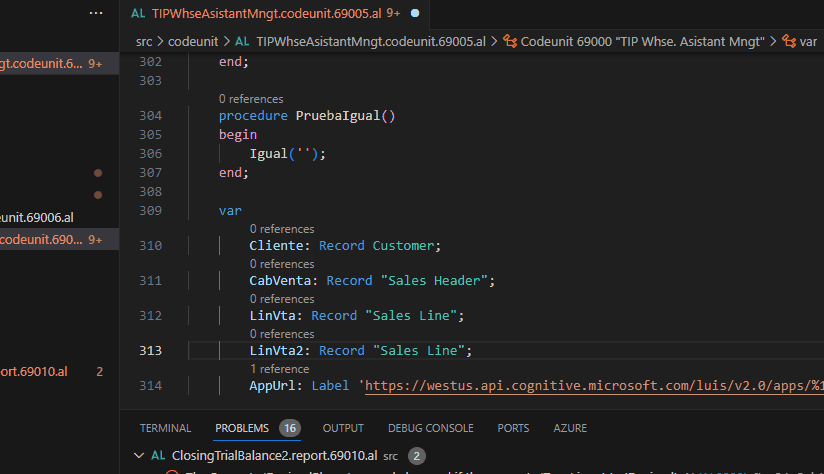 ... AL TIPWhseAsistantMngt.codeunit.69005.al 9+
src > codeunit > AL TIPWhseAsistantMngt.codeunit.69005.al > Codeunit 69000 "TIP Whse. Asistant Mngt" > var
gt.codeunit.6... 9+
302 end;
303
0 references
304 procedure PruebaIgual()
305 begin
306 Igual('');
307 end;
308
309 var
eunit.69006.al
0 references
codeunit.690... 9+
310 Cliente: Record Customer;
0 references
311 CabVenta: Record "Sales Header";
0 references
312 LinVta: Record "Sales Line";
0 references
313 LinVta2: Record "Sales Line";
1 reference
ort.69010.al 2
314 AppUrl: Label 'https://westus.api.cognitive.microsoft.com/luis/v2.0/apps/%1
TERMINAL PROBLEMS 16 OUTPUT DEBUG CONSOLE PORTS AZURE
AL ClosingTrialBalance2.report.69010.al src 2